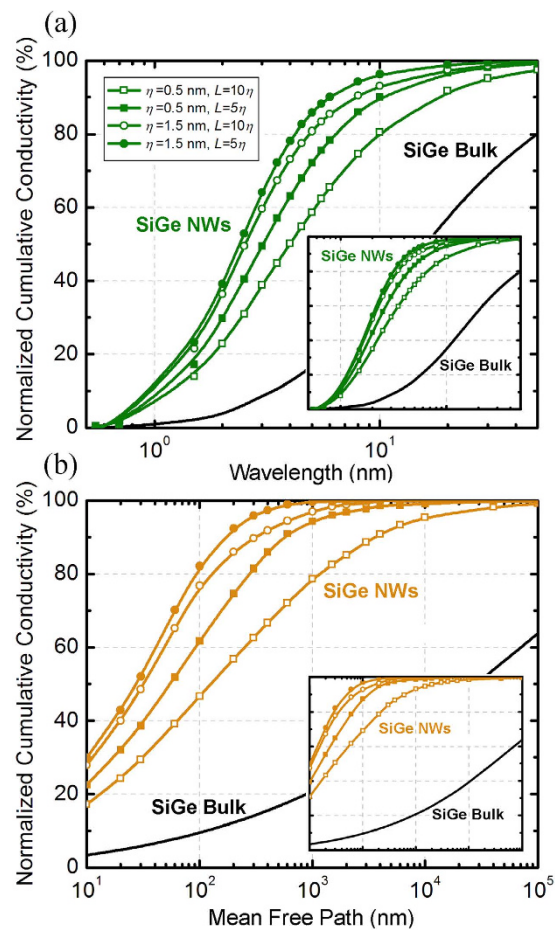 (a)
100
80
60
40
20
0
Normalized Cumulative Conductivity (%)
η=0.5 nm, L=10η
η=0.5 nm, L=5η
η=1.5 nm, L=10η
η=1.5 nm, L=5η
SiGe NWs
SiGe Bulk
SiGe NWs
SiGe Bulk
10⁰
10¹
Wavelength (nm)
(b)
100
80
60
40
20
0
Normalized Cumulative Conductivity (%)
SiGe NWs
SiGe Bulk
SiGe NWs
SiGe Bulk
10¹
10²
10³
10⁴
10⁵
Mean Free Path (nm)